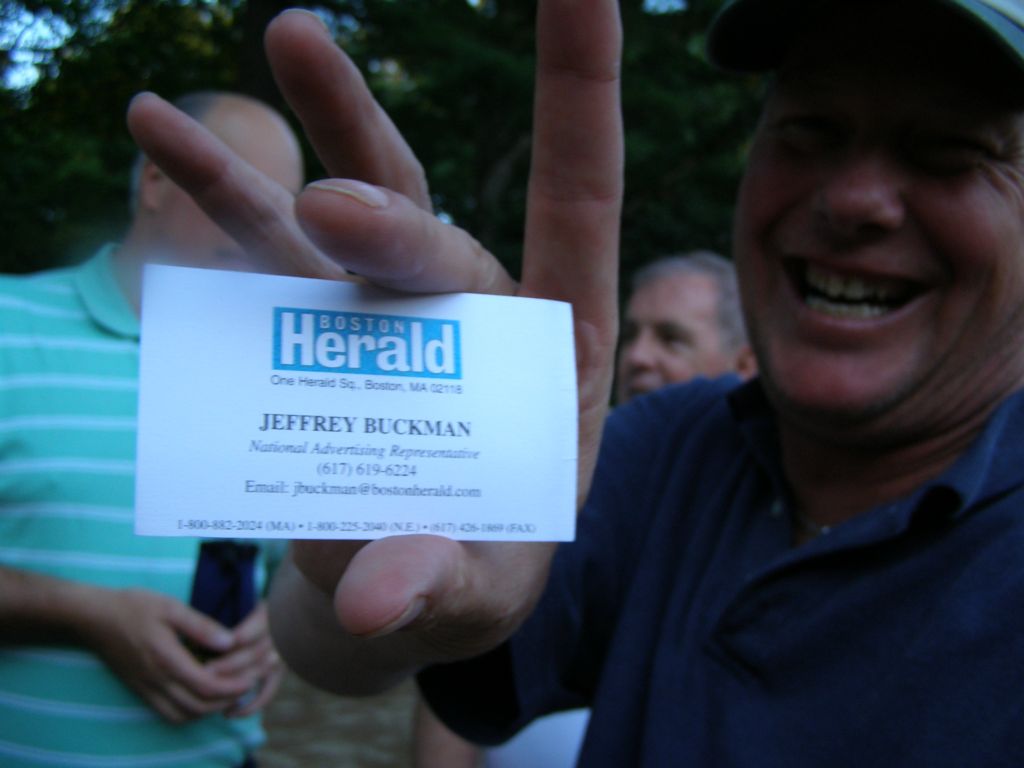 BOSTON
Herald
One Herald Sq., Boston, MA 02118
JEFFREY BUCKMAN
National Advertising Representative
(617) 619-6224
Email: jbuckman@bostonherald.com
1-800-882-2024 (MA) • 1-800-225-2040 (N.E.) • (617) 426-1869 (FAX)